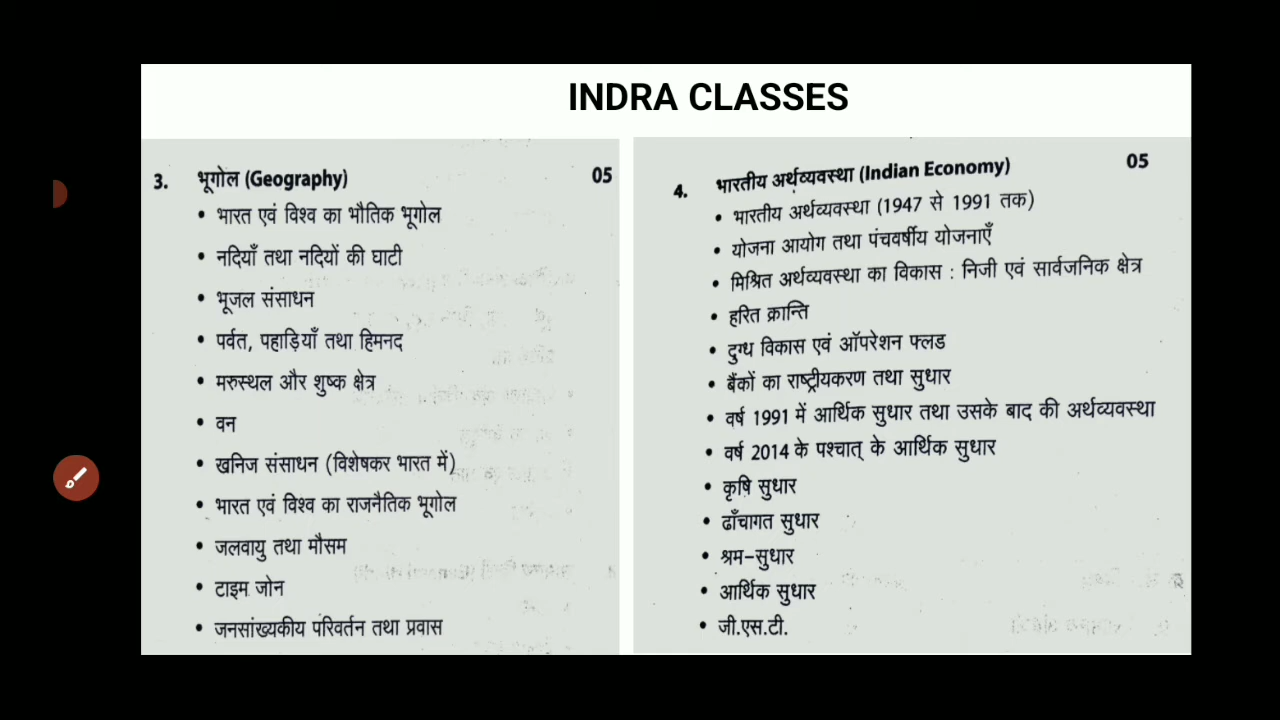 INDRA CLASSES
3. भूगोल (Geography) 05
• भारत एवं विश्व का भौतिक भूगोल
• नदियाँ तथा नदियों की घाटी
• भूजल संसाधन
• पर्वत, पहाड़ियाँ तथा हिमनद
• मरुस्थल और शुष्क क्षेत्र
• वन
• खनिज संसाधन (विशेषकर भारत में)
• भारत एवं विश्व का राजनैतिक भूगोल
• जलवायु तथा मौसम
• टाइम जोन
• जनसांख्यकीय परिवर्तन तथा प्रवास
4. भारतीय अर्थव्यवस्था (Indian Economy) 05
• भारतीय अर्थव्यवस्था (1947 से 1991 तक)
• योजना आयोग तथा पंचवर्षीय योजनाएँ
• मिश्रित अर्थव्यवस्था का विकास : निजी एवं सार्वजनिक क्षेत्र
• हरित क्रान्ति
• दुग्ध विकास एवं ऑपरेशन फ्लड
• बैंकों का राष्ट्रीयकरण तथा सुधार
• वर्ष 1991 में आर्थिक सुधार तथा उसके बाद की अर्थव्यवस्था
• वर्ष 2014 के पश्चात् के आर्थिक सुधार
• कृषि सुधार
• ढाँचागत सुधार
• श्रम-सुधार
• आर्थिक सुधार
• जी.एस.टी.